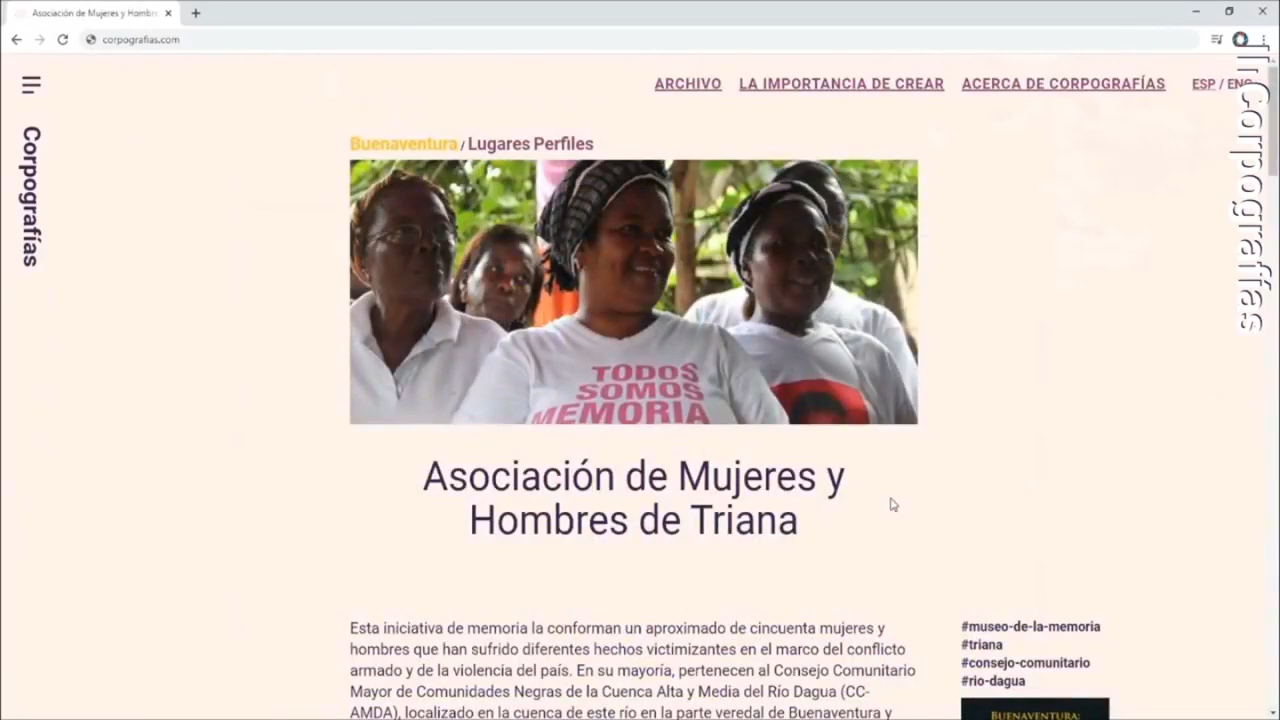 Asociación de Mujeres y Hombr
corpografias.com
ARCHIVO LA IMPORTANCIA DE CREAR ACERCA DE CORPOGRAFÍAS ESP / ENG
Corpografías
Corpografías
Buenaventura / Lugares Perfiles
TODOS
SOMOS
MEMORIA
Asociación de Mujeres y
Hombres de Triana
Esta iniciativa de memoria la conforman un aproximado de cincuenta mujeres y
hombres que han sufrido diferentes hechos victimizantes en el marco del conflicto
armado y de la violencia del país. En su mayoría, pertenecen al Consejo Comunitario
Mayor de Comunidades Negras de la Cuenca Alta y Media del Río Dagua (CC-
AMDA), localizado en la cuenca de este río en la parte veredal de Buenaventura y
#museo-de-la-memoria
#triana
#consejo-comunitario
#rio-dagua
BUENAVENTURA: